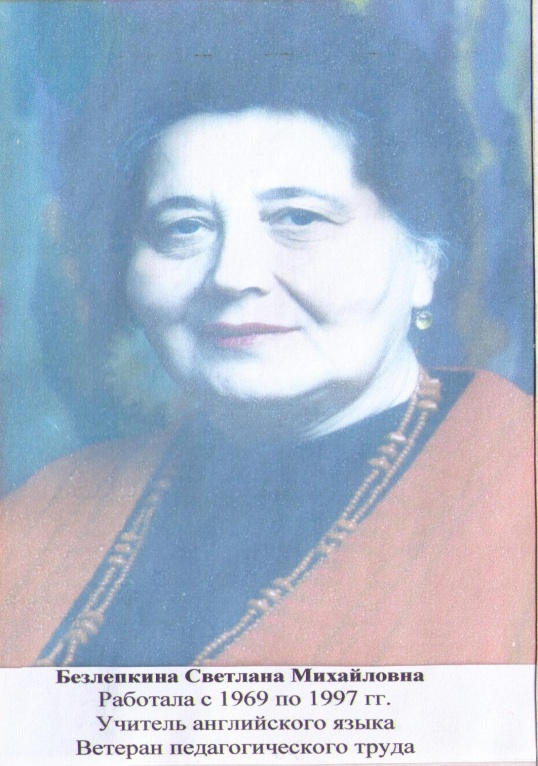 Безлепкина Светлана Михайловна
Работала с 1969 по 1997 гг.
Учитель английского языка
Ветеран педагогического труда